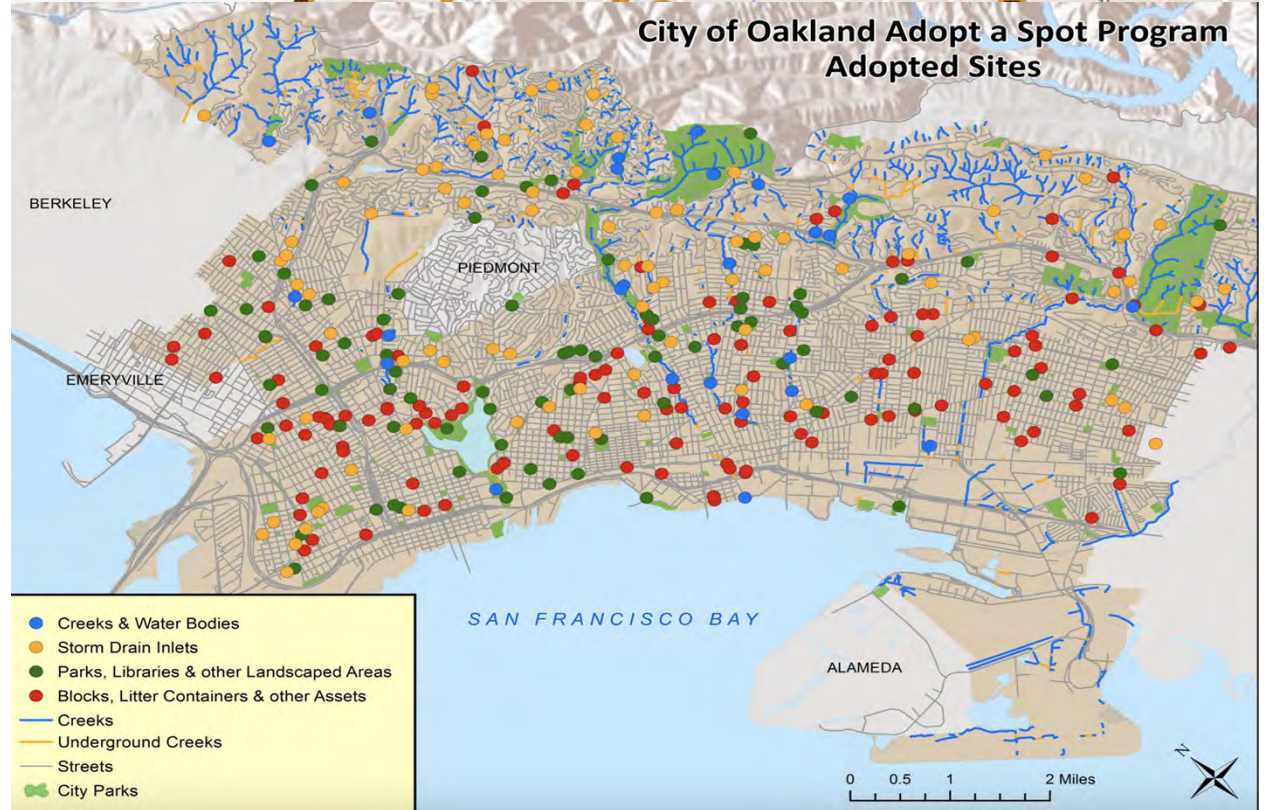 City of Oakland Adopt a Spot Program
Adopted Sites
BERKELEY
PIEDMONT
EMERYVILLE
SAN FRANCISCO BAY
ALAMEDA
Creeks & Water Bodies
Storm Drain Inlets
Parks, Libraries & other Landscaped Areas
Blocks, Litter Containers & other Assets
Creeks
Underground Creeks
Streets
City Parks
N
0 0.5 1 2 Miles